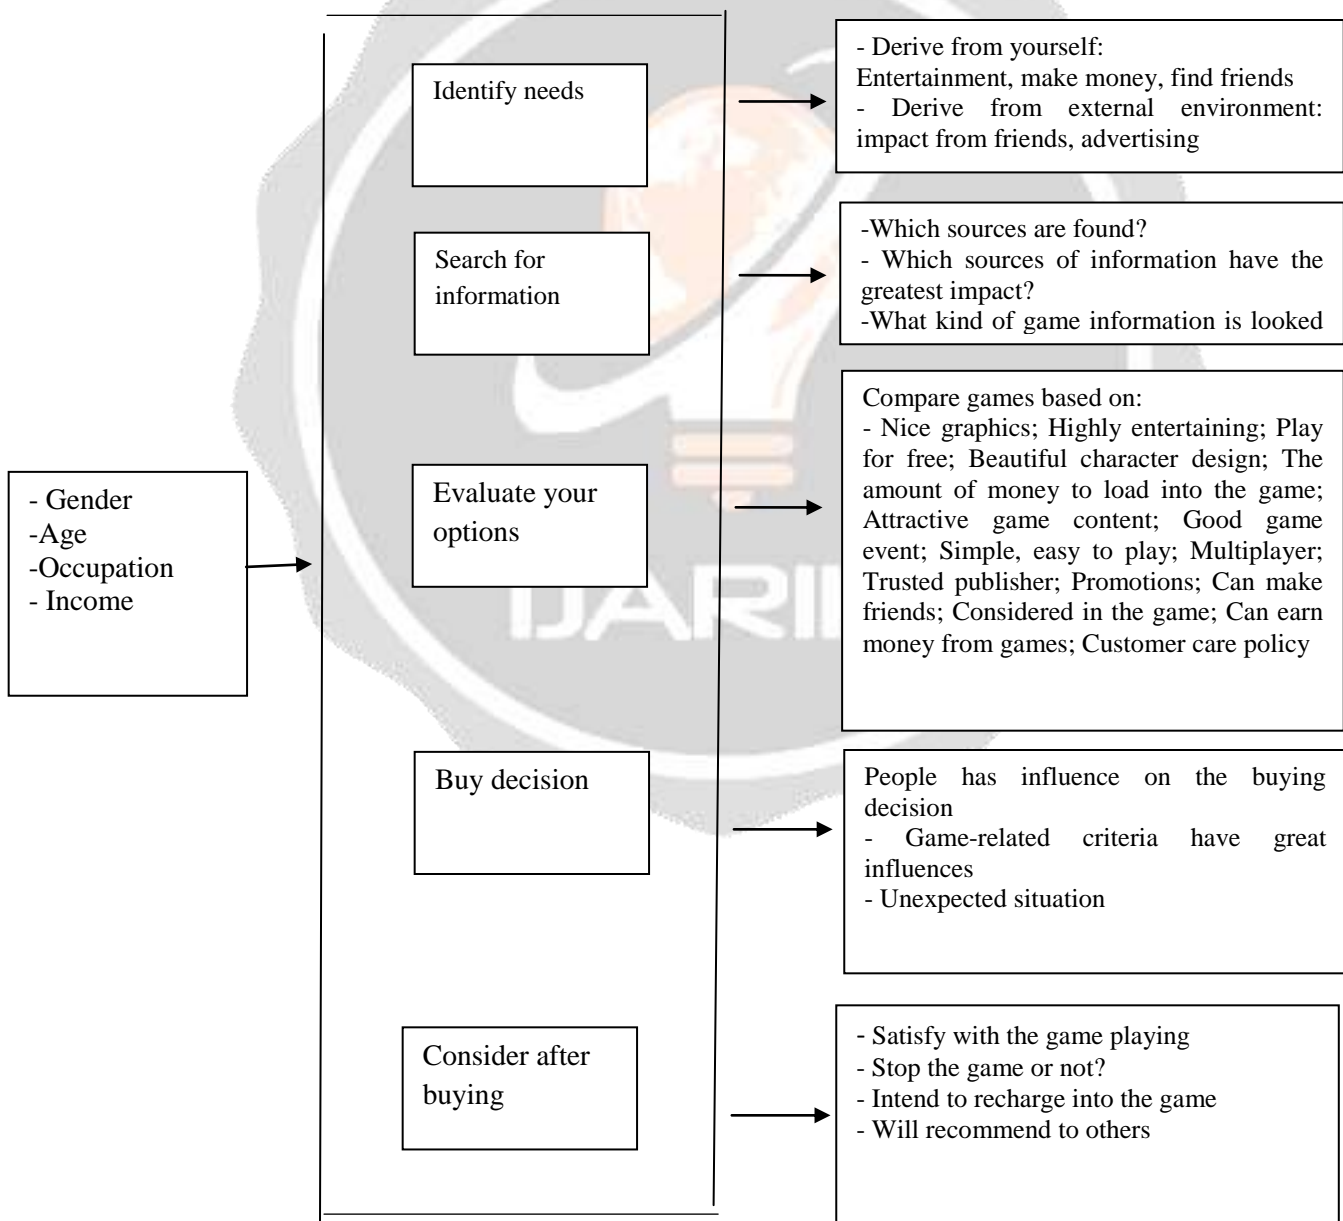 - Gender
-Age
-Occupation
- Income
Identify needs
Search for
information
Evaluate your
options
Buy decision
Consider after
buying
- Derive from yourself:
Entertainment, make money, find friends
- Derive from external environment:
impact from friends, advertising
-Which sources are found?
- Which sources of information have the
greatest impact?
-What kind of game information is looked
Compare games based on:
- Nice graphics; Highly entertaining; Play
for free; Beautiful character design; The
amount of money to load into the game;
Attractive game content; Good game
event; Simple, easy to play; Multiplayer;
Trusted publisher; Promotions; Can make
friends; Considered in the game; Can earn
money from games; Customer care policy
People has influence on the buying
decision
- Game-related criteria have great
influences
- Unexpected situation
- Satisfy with the game playing
- Stop the game or not?
- Intend to recharge into the game
- Will recommend to others